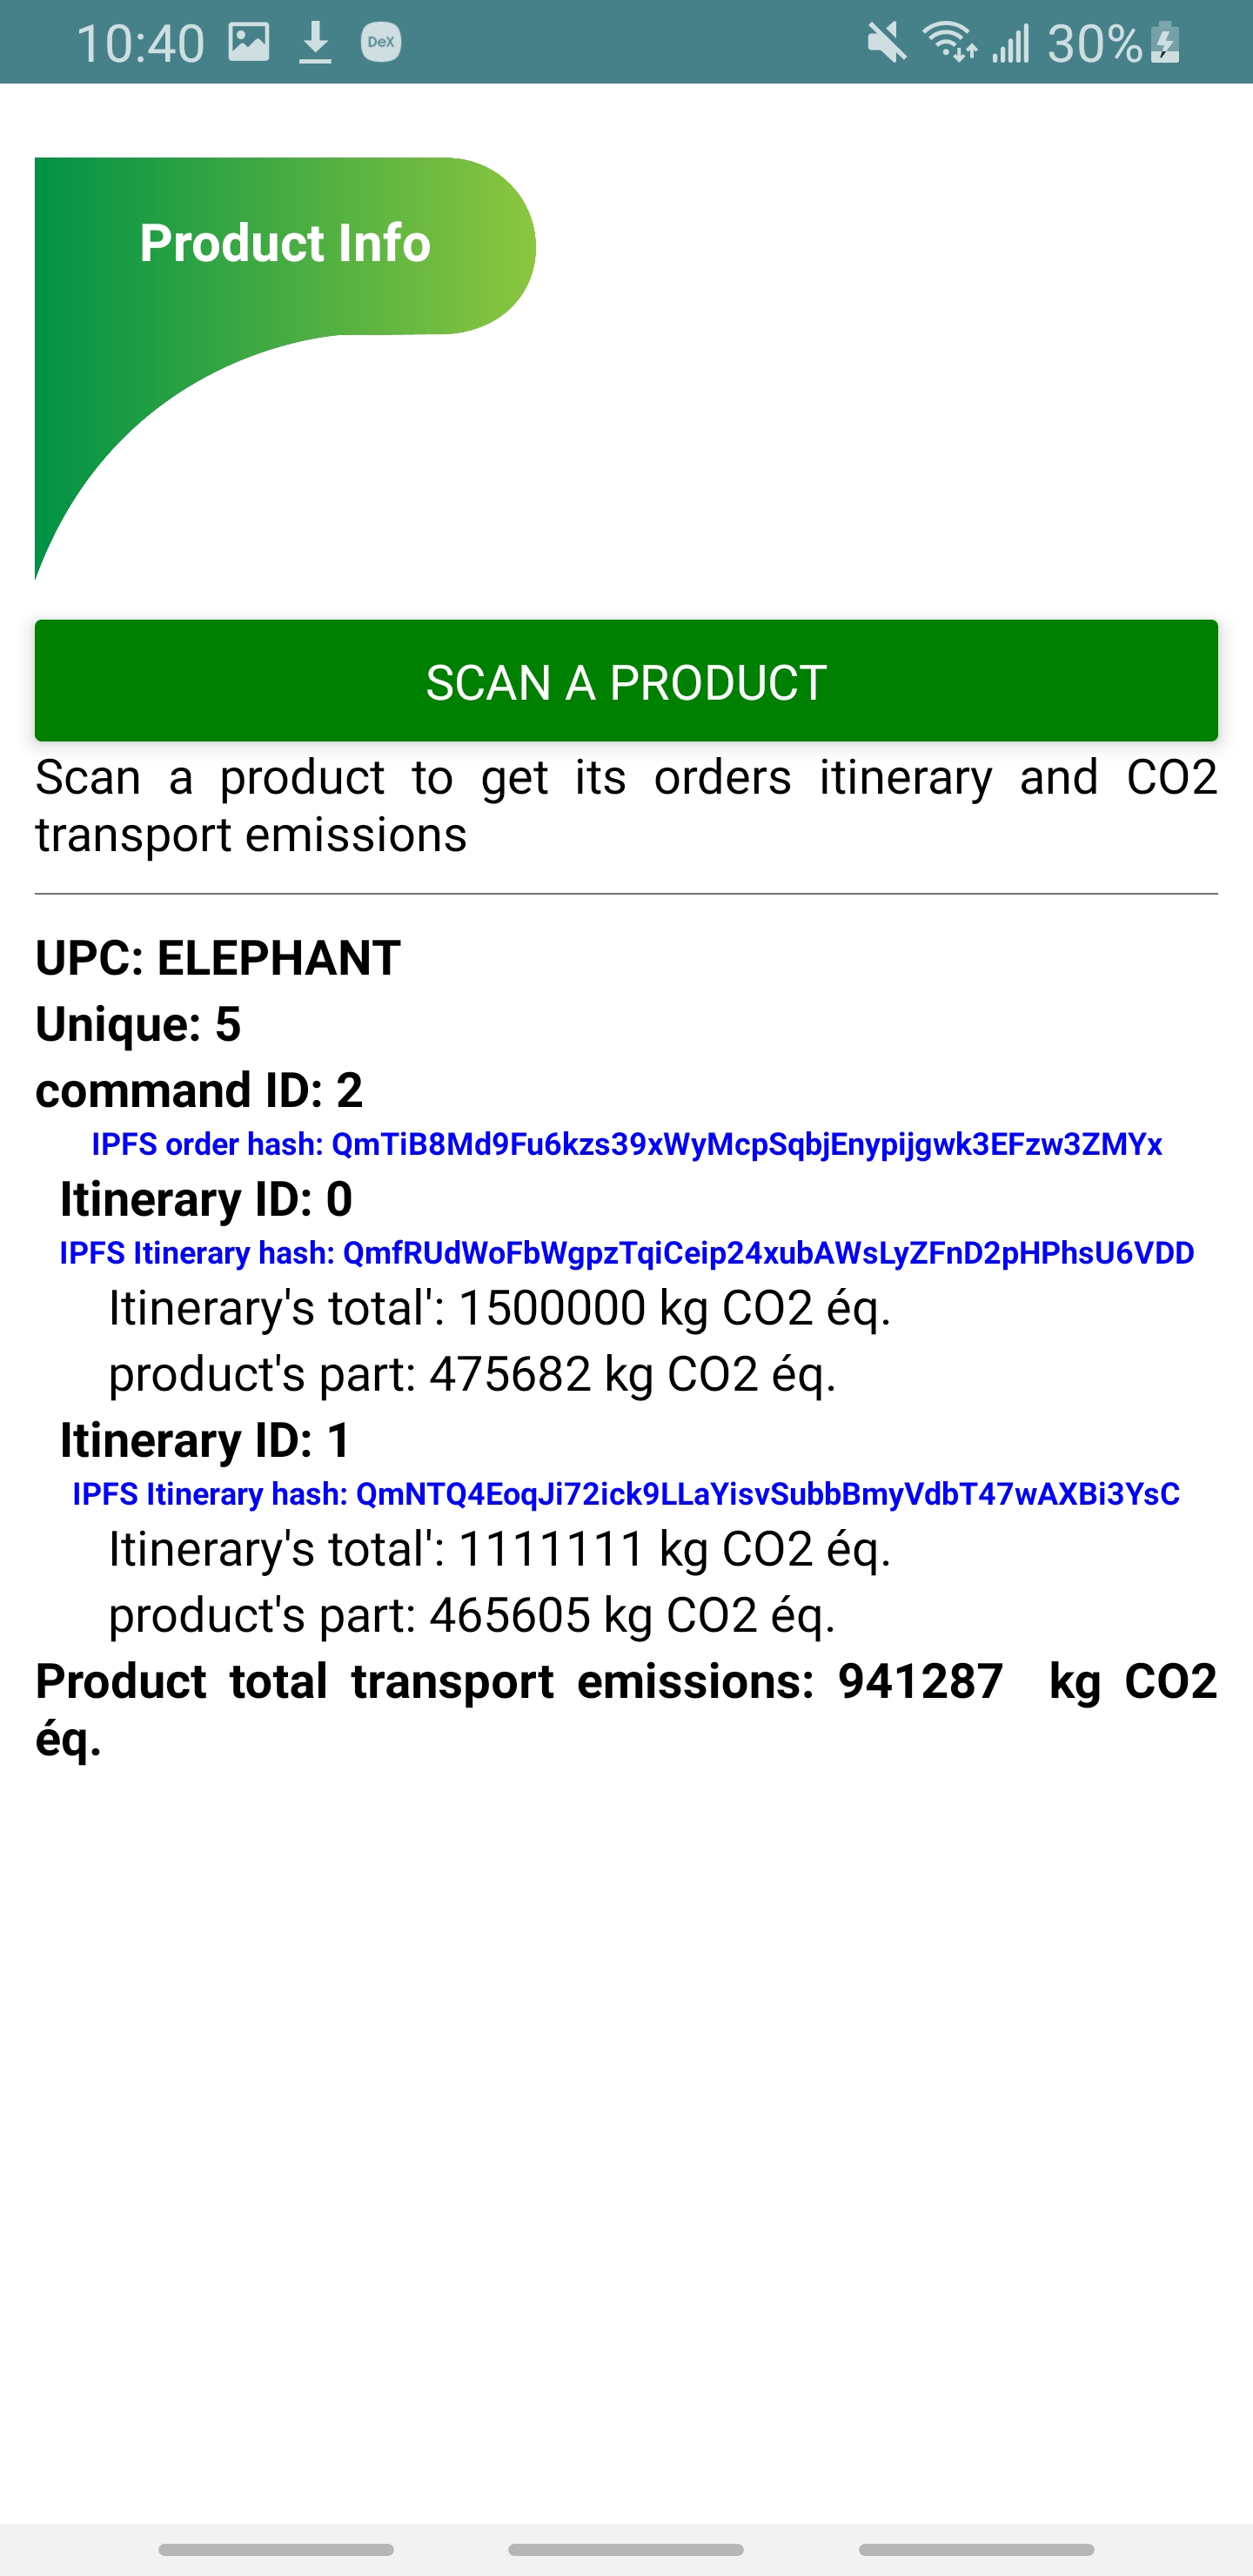 10:40
DeX
30%
Product Info
SCAN A PRODUCT
Scan a product to get its orders itinerary and CO2
transport emissions
UPC: ELEPHANT
Unique: 5
command ID: 2
IPFS order hash: QmTiB8Md9Fu6kzs39xWyMcpSqbjEnypijgwk3EFzw3ZMYx
Itinerary ID: 0
IPFS Itinerary hash: QmfRUdWoFbWgpzTqiCeip24xubAWsLyZFnD2pHPhsU6VDD
Itinerary's total': 1500000 kg CO2 éq.
product's part: 475682 kg CO2 éq.
Itinerary ID: 1
IPFS Itinerary hash: QmNTQ4EoqJi72ick9LLaYisvSubbBmyVdbT47wAXBi3YsC
Itinerary's total': 1111111 kg CO2 éq.
product's part: 465605 kg CO2 éq.
Product total transport emissions: 941287 kg CO2
éq.